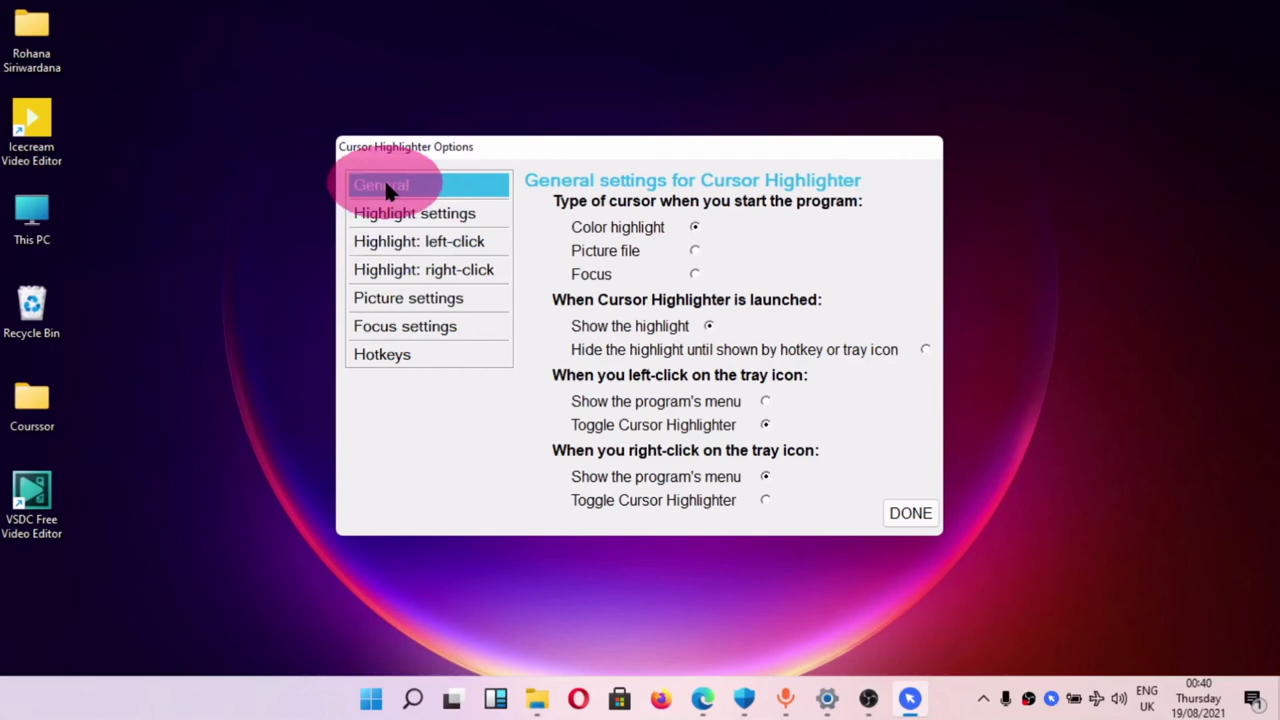 Rohana
Siriwardana
Icecream
Video Editor
This PC
Recycle Bin
Courssor
VSDC Free
Video Editor
Cursor Highlighter Options
General
Highlight settings
Highlight: left-click
Highlight: right-click
Picture settings
Focus settings
Hotkeys
General settings for Cursor Highlighter
Type of cursor when you start the program:
Color highlight
Picture file
Focus
When Cursor Highlighter is launched:
Show the highlight
Hide the highlight until shown by hotkey or tray icon
When you left-click on the tray icon:
Show the program's menu
Toggle Cursor Highlighter
When you right-click on the tray icon:
Show the program's menu
Toggle Cursor Highlighter
DONE
ENG
UK
00:40
Thursday
19/08/2021
1